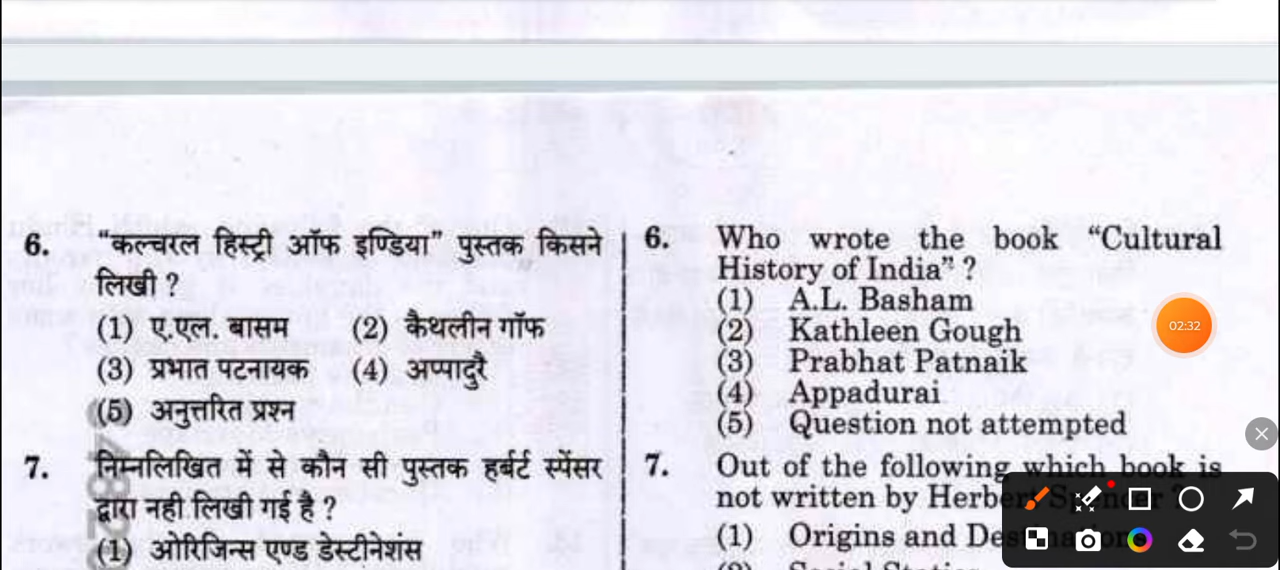 6. "कल्चरल हिस्ट्री ऑफ इण्डिया" पुस्तक किसने
लिखी ?
(1) ए.एल. बासम (2) कैथलीन गॉफ
(3) प्रभात पटनायक (4) अप्पादुरै
(5) अनुत्तरित प्रश्न
7. निम्नलिखित में से कौन सी पुस्तक हर्बर्ट स्पेंसर
द्वारा नही लिखी गई है ?
(1) ओरिजिन्स एण्ड डेस्टीनेशंस
6. Who wrote the book "Cultural
History of India" ?
(1) A.L. Basham
(2) Kathleen Gough
(3) Prabhat Patnaik
(4) Appadurai
(5) Question not attempted
7. Out of the following which book is
not written by Herbert Spencer ?
(1) Origins and Destinations
02:32